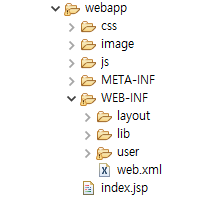 webapp
css
image
js
META-INF
WEB-INF
layout
lib
user
web.xml
index.jsp